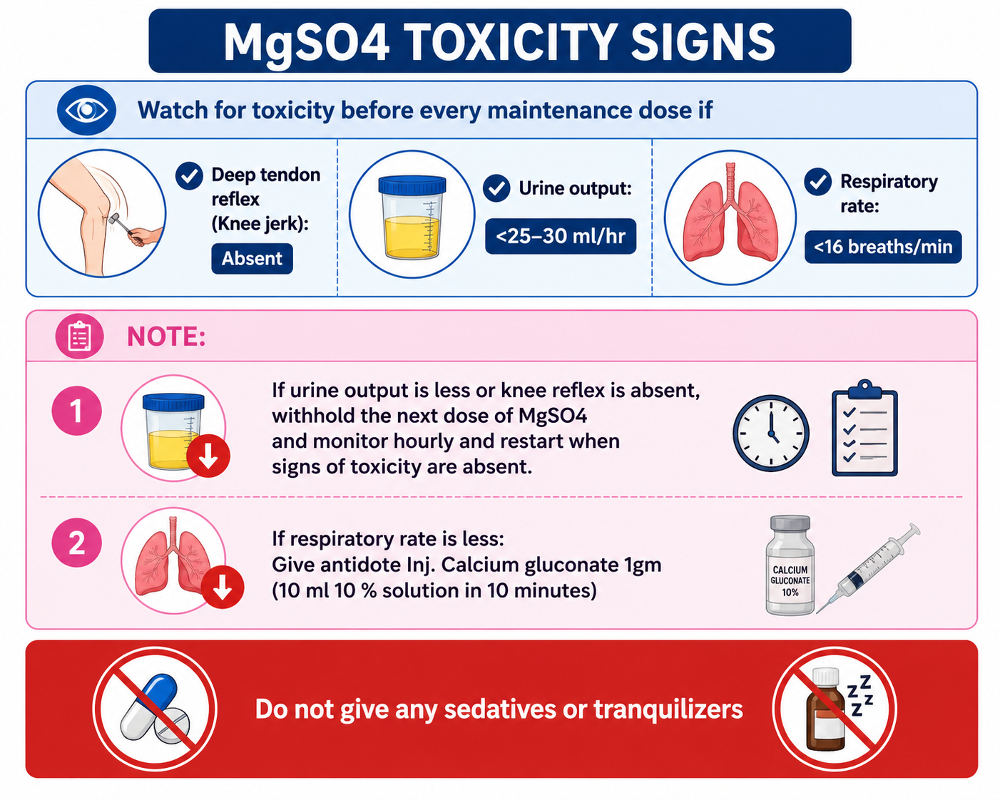 MgSO4 TOXICITY SIGNS
Watch for toxicity before every maintenance dose if
Deep tendon
reflex
(Knee jerk):
Absent
Urine output:
<25–30 ml/hr
Respiratory
rate:
<16 breaths/min
NOTE:
1
If urine output is less or knee reflex is absent,
withhold the next dose of MgSO4
and monitor hourly and restart when
signs of toxicity are absent.
2
If respiratory rate is less:
Give antidote Inj. Calcium gluconate 1gm
(10 ml 10 % solution in 10 minutes)
CALCIUM
GLUCONATE
10%
Do not give any sedatives or tranquilizers
z z
z z